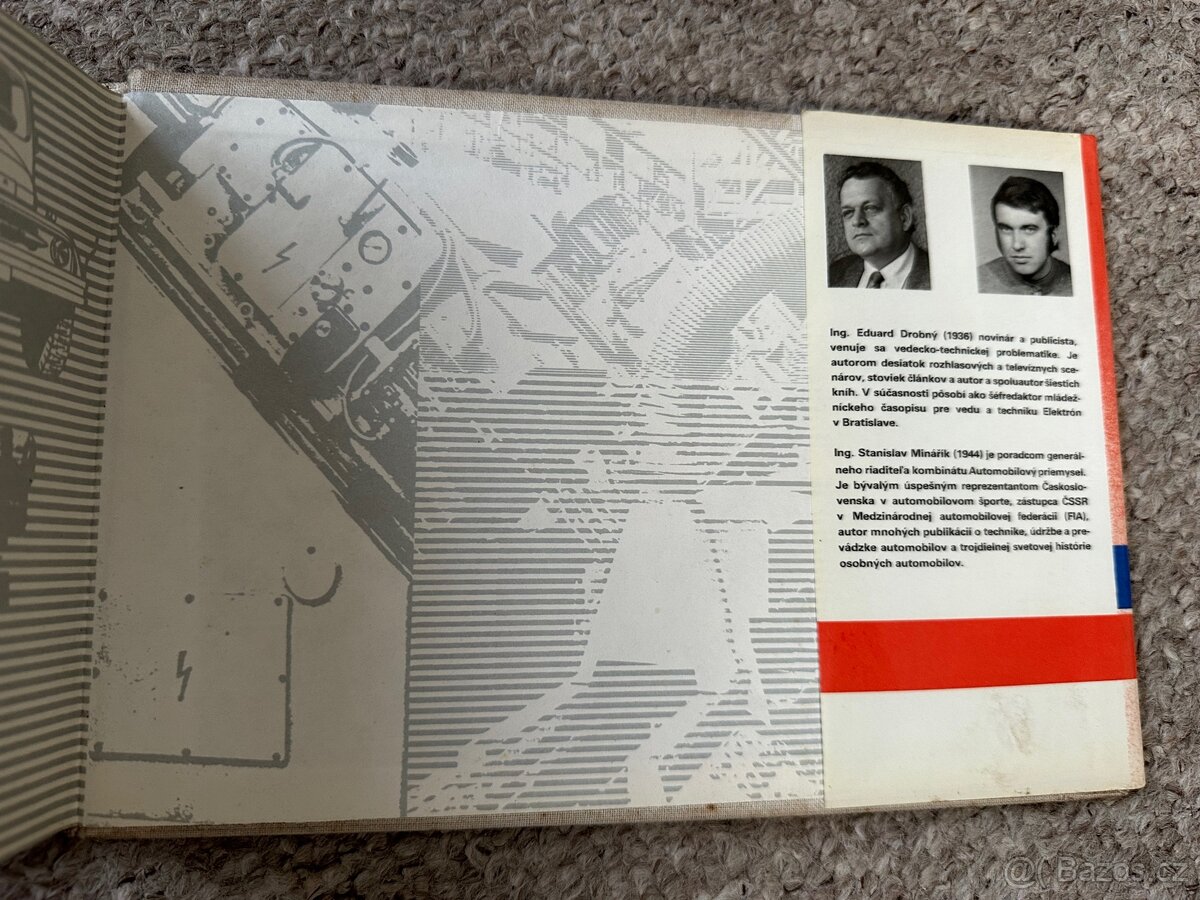 Ing. Eduard Drobný (1936) novinár a publicista,
venuje sa vedecko-technickej problematike. Je
autorom desiatok rozhlasových a televíznych sce-
nárov, stoviek článkov a autor a spoluautor šiestich
kníh. V súčasnosti pôsobí ako šéfredaktor mládež-
níckeho časopisu pre vedu a techniku Elektrón
v Bratislave.
Ing. Stanislav Minářik (1944) je poradcom generál-
neho riaditeľa kombinátu Automobilový priemysel.
Je bývalým úspešným reprezentantom Českoslo-
venska v automobilovom športe, zástupca ČSSR
v Medzinárodnej automobilovej federácii (FIA),
autor mnohých publikácií o technike, údržbe a pre-
vádzke automobilov a trojdielnej svetovej histórie
osobných automobilov.
@ Bazos.cz